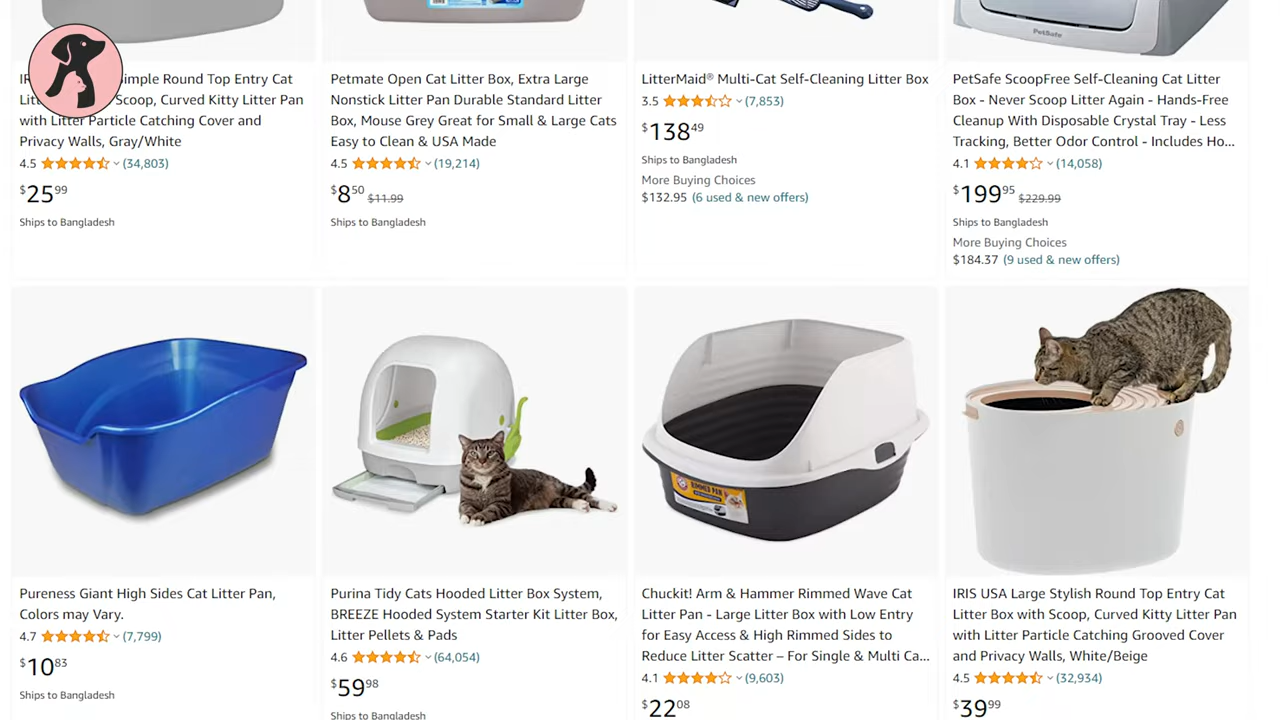 PetSafe
IR
imple Round Top Entry Cat
Lit
Scoop, Curved Kitty Litter Pan
with Litter Particle Catching Cover and
Privacy Walls, Gray/White
4.5 (34,803)
$25 99
Ships to Bangladesh
Petmate Open Cat Litter Box, Extra Large
Nonstick Litter Pan Durable Standard Litter
Box, Mouse Grey Great for Small & Large Cats
Easy to Clean & USA Made
4.5 (19,214)
$8 50 $11.99
Ships to Bangladesh
LitterMaid® Multi-Cat Self-Cleaning Litter Box
3.5 (7,853)
$138 49
Ships to Bangladesh
More Buying Choices
$132.95 (6 used & new offers)
PetSafe ScoopFree Self-Cleaning Cat Litter
Box - Never Scoop Litter Again - Hands-Free
Cleanup With Disposable Crystal Tray - Less
Tracking, Better Odor Control - Includes Ho...
4.1 (14,058)
$199 95 $229.99
Ships to Bangladesh
More Buying Choices
$184.37 (9 used & new offers)
RIMMED PAN
Pureness Giant High Sides Cat Litter Pan,
Colors may Vary.
4.7 (7,799)
$10 83
Ships to Bangladesh
Purina Tidy Cats Hooded Litter Box System,
BREEZE Hooded System Starter Kit Litter Box,
Litter Pellets & Pads
4.6 (64,054)
$59 98
Ships to Bangladesh
Chuckit! Arm & Hammer Rimmed Wave Cat
Litter Pan - Large Litter Box with Low Entry
for Easy Access & High Rimmed Sides to
Reduce Litter Scatter – For Single & Multi Ca...
4.1 (9,603)
$22 08
IRIS USA Large Stylish Round Top Entry Cat
Litter Box with Scoop, Curved Kitty Litter Pan
with Litter Particle Catching Grooved Cover
and Privacy Walls, White/Beige
4.5 (32,934)
$39 99